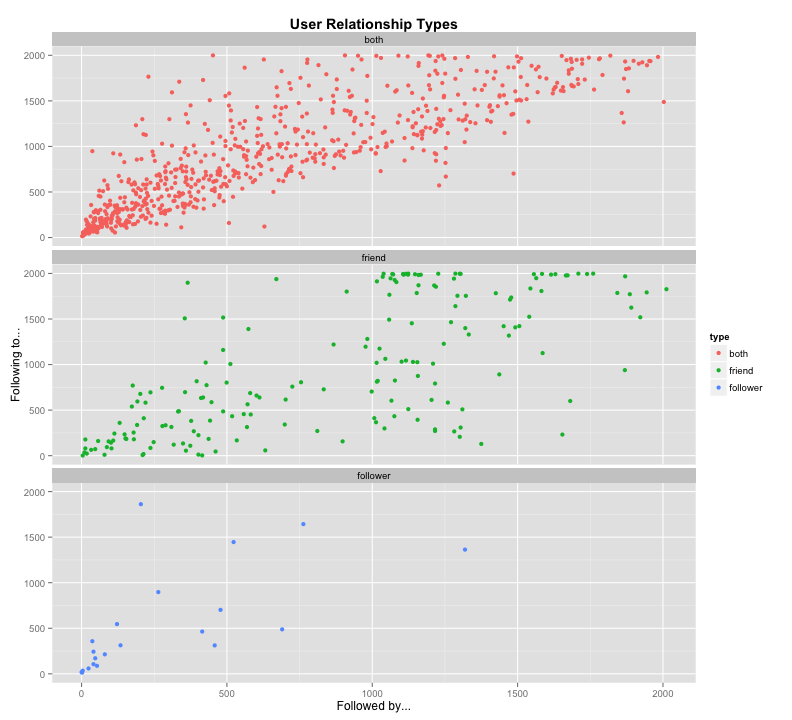 User Relationship Types
both
2000
1500
1000
500
0
friend
2000
1500
1000
500
0
follower
2000
1500
1000
500
0
0 500 1000 1500 2000
Followed by...
Following to...
type
both
friend
follower